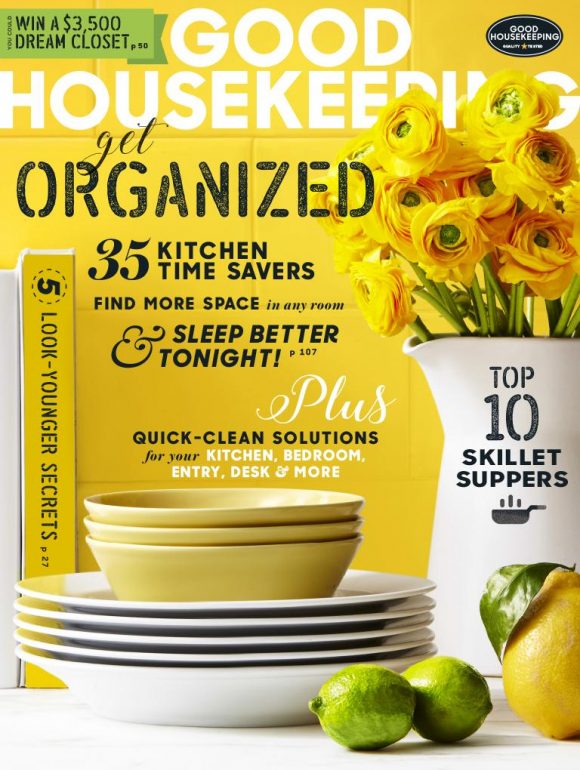 YOU COULD
WIN A $3,500
DREAM CLOSET p 50
GOOD
HOUSEKEEPING
GOOD
HOUSEKEEPING
QUALITY ★ TESTED
get
ORGANIZED
35 KITCHEN
TIME SAVERS
FIND MORE SPACE in any room
& SLEEP BETTER
TONIGHT! p 107
Plus
QUICK-CLEAN SOLUTIONS
for your KITCHEN, BEDROOM,
ENTRY, DESK & MORE
5 LOOK-YOUNGER SECRETS p 27
TOP
10
SKILLET
SUPPERS